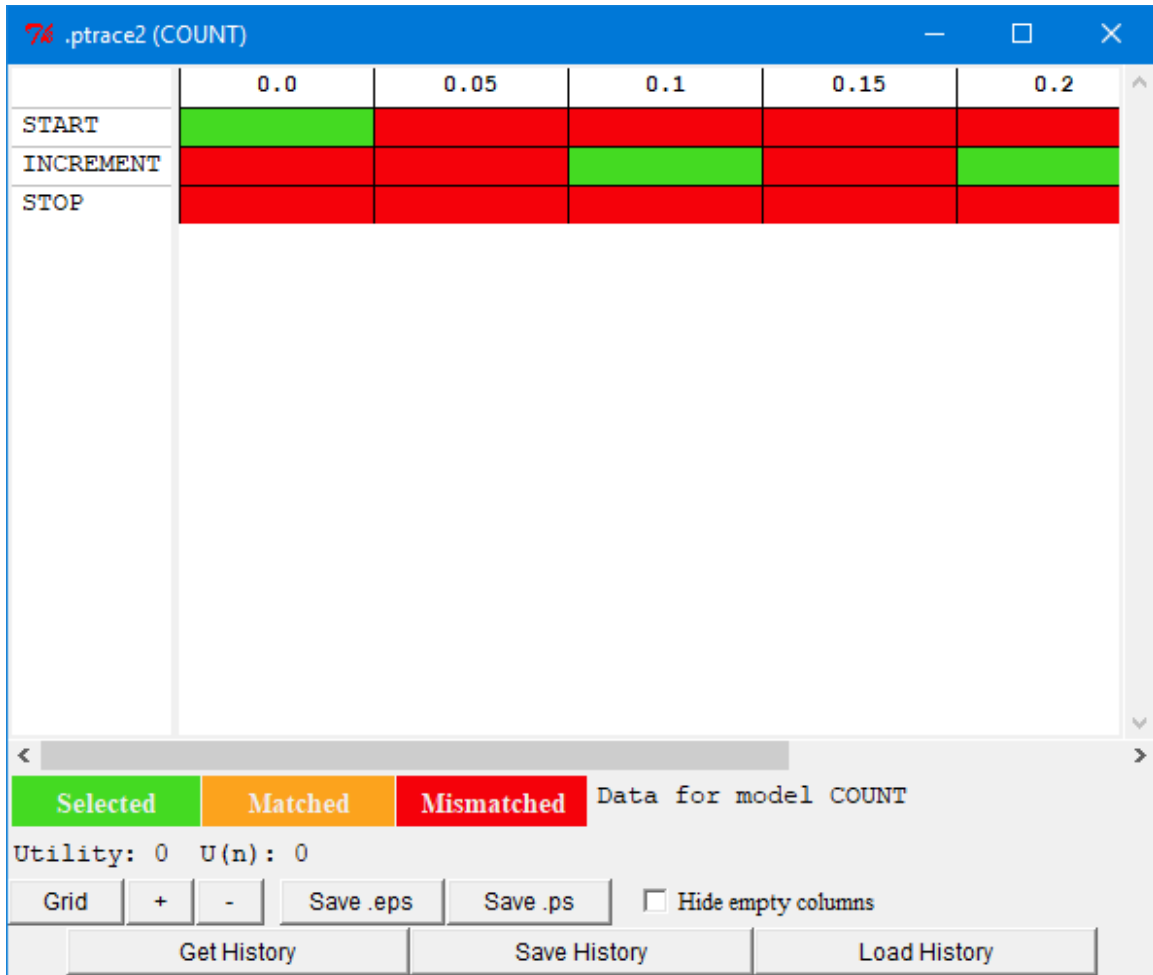 .ptrace2 (COUNT)
0.0 0.05 0.1 0.15 0.2
START
INCREMENT
STOP
Selected Matched Mismatched Data for model COUNT
Utility: 0 U(n): 0
Grid + - Save .eps Save .ps Hide empty columns
Get History Save History Load History